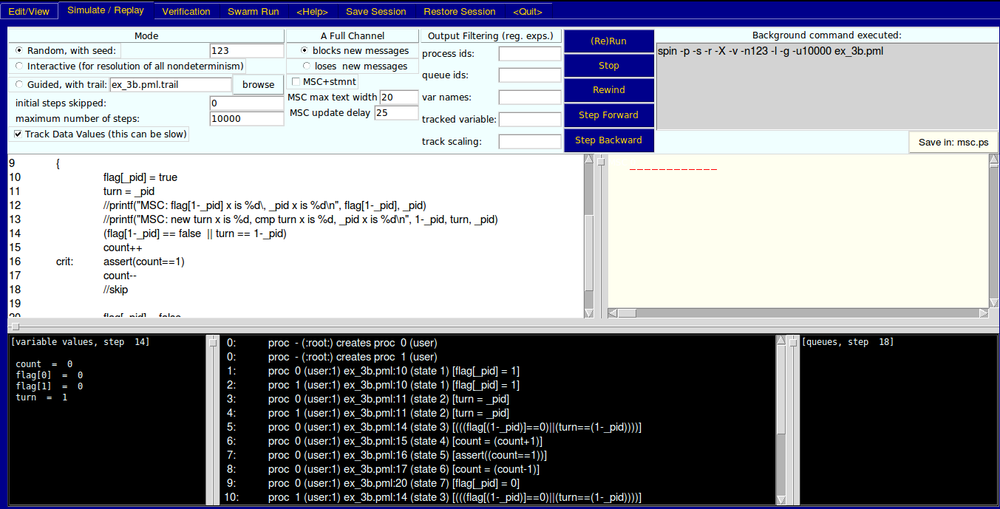 Edit/View Simulate / Replay Verification Swarm Run <Help> Save Session Restore Session <Quit>
Mode
Random, with seed: 123
Interactive (for resolution of all nondeterminism)
Guided, with trail: ex_3b.pml.trail browse
initial steps skipped: 0
maximum number of steps: 10000
Track Data Values (this can be slow)
A Full Channel
blocks new messages
loses new messages
MSC+stmnt
MSC max text width 20
MSC update delay 25
Output Filtering (reg. exps.)
process ids:
queue ids:
var names:
tracked variable:
track scaling:
(Re)Run
Stop
Rewind
Step Forward
Step Backward
Background command executed:
spin -p -s -r -X -v -n123 -l -g -u10000 ex_3b.pml
Save in: msc.ps
9 {
10 flag[_pid] = true
11 turn = _pid
12 //printf("MSC: flag[1-_pid] x is %d\, _pid x is %d\n", flag[1-_pid], _pid)
13 //printf("MSC: new turn x is %d, cmp turn x is %d, _pid x is %d\n", 1-_pid, turn, _pid)
14 (flag[1-_pid] == false || turn == 1-_pid)
15 count++
16 crit: assert(count==1)
17 count--
18 //skip
19
20 flag[_pid] = false
[variable values, step 14]
count = 0
flag[0] = 0
flag[1] = 0
turn = 1
0: proc - (:root:) creates proc 0 (user)
0: proc - (:root:) creates proc 1 (user)
1: proc 0 (user:1) ex_3b.pml:10 (state 1) [flag[_pid] = 1]
2: proc 1 (user:1) ex_3b.pml:10 (state 1) [flag[_pid] = 1]
3: proc 0 (user:1) ex_3b.pml:11 (state 2) [turn = _pid]
4: proc 1 (user:1) ex_3b.pml:11 (state 2) [turn = _pid]
5: proc 0 (user:1) ex_3b.pml:14 (state 3) [(((flag[(1-_pid)]==0)||(turn==(1-_pid))))]
6: proc 0 (user:1) ex_3b.pml:15 (state 4) [count = (count+1)]
7: proc 0 (user:1) ex_3b.pml:16 (state 5) [assert((count==1))]
8: proc 0 (user:1) ex_3b.pml:17 (state 6) [count = (count-1)]
9: proc 0 (user:1) ex_3b.pml:20 (state 7) [flag[_pid] = 0]
10: proc 1 (user:1) ex_3b.pml:14 (state 3) [(((flag[(1-_pid)]==0)||(turn==(1-_pid))))]
[queues, step 18]